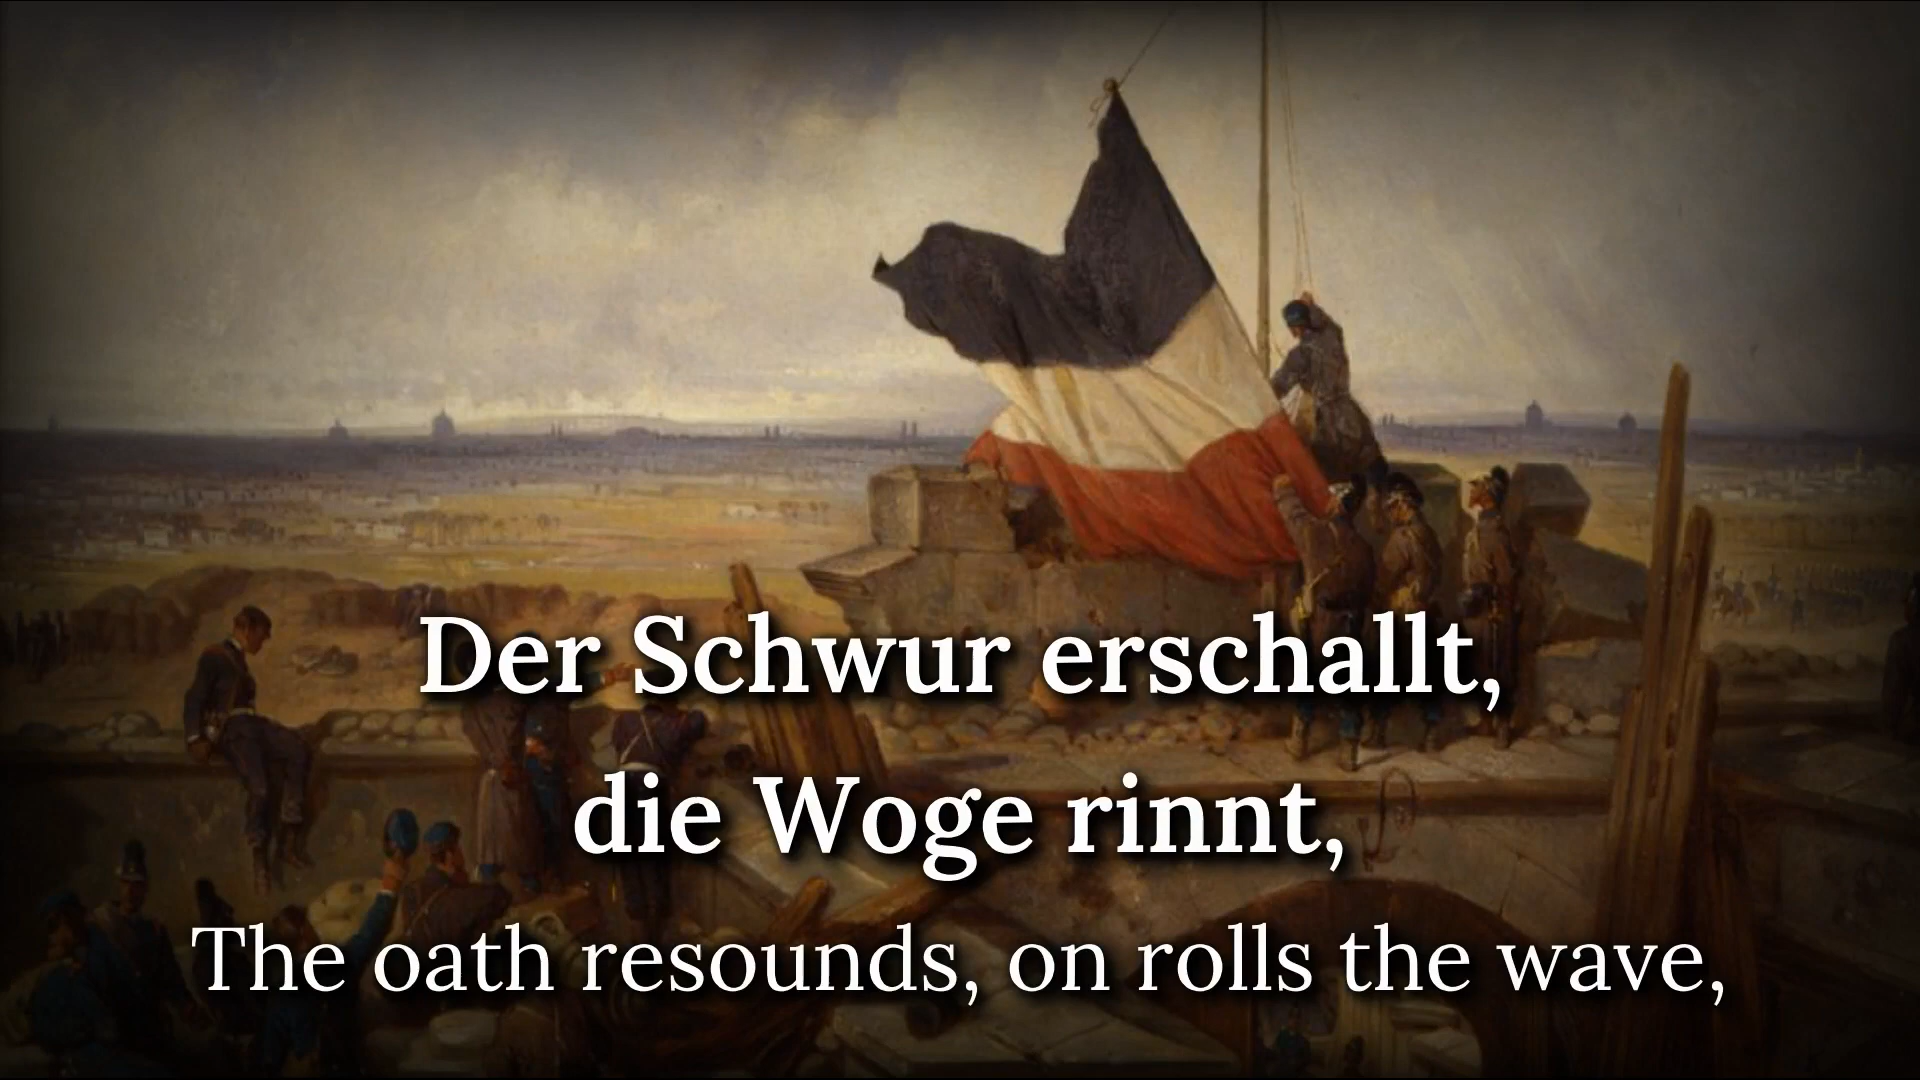 Der Schwur erschallt,
die Woge rinnt,
The oath resounds, on rolls the wave,